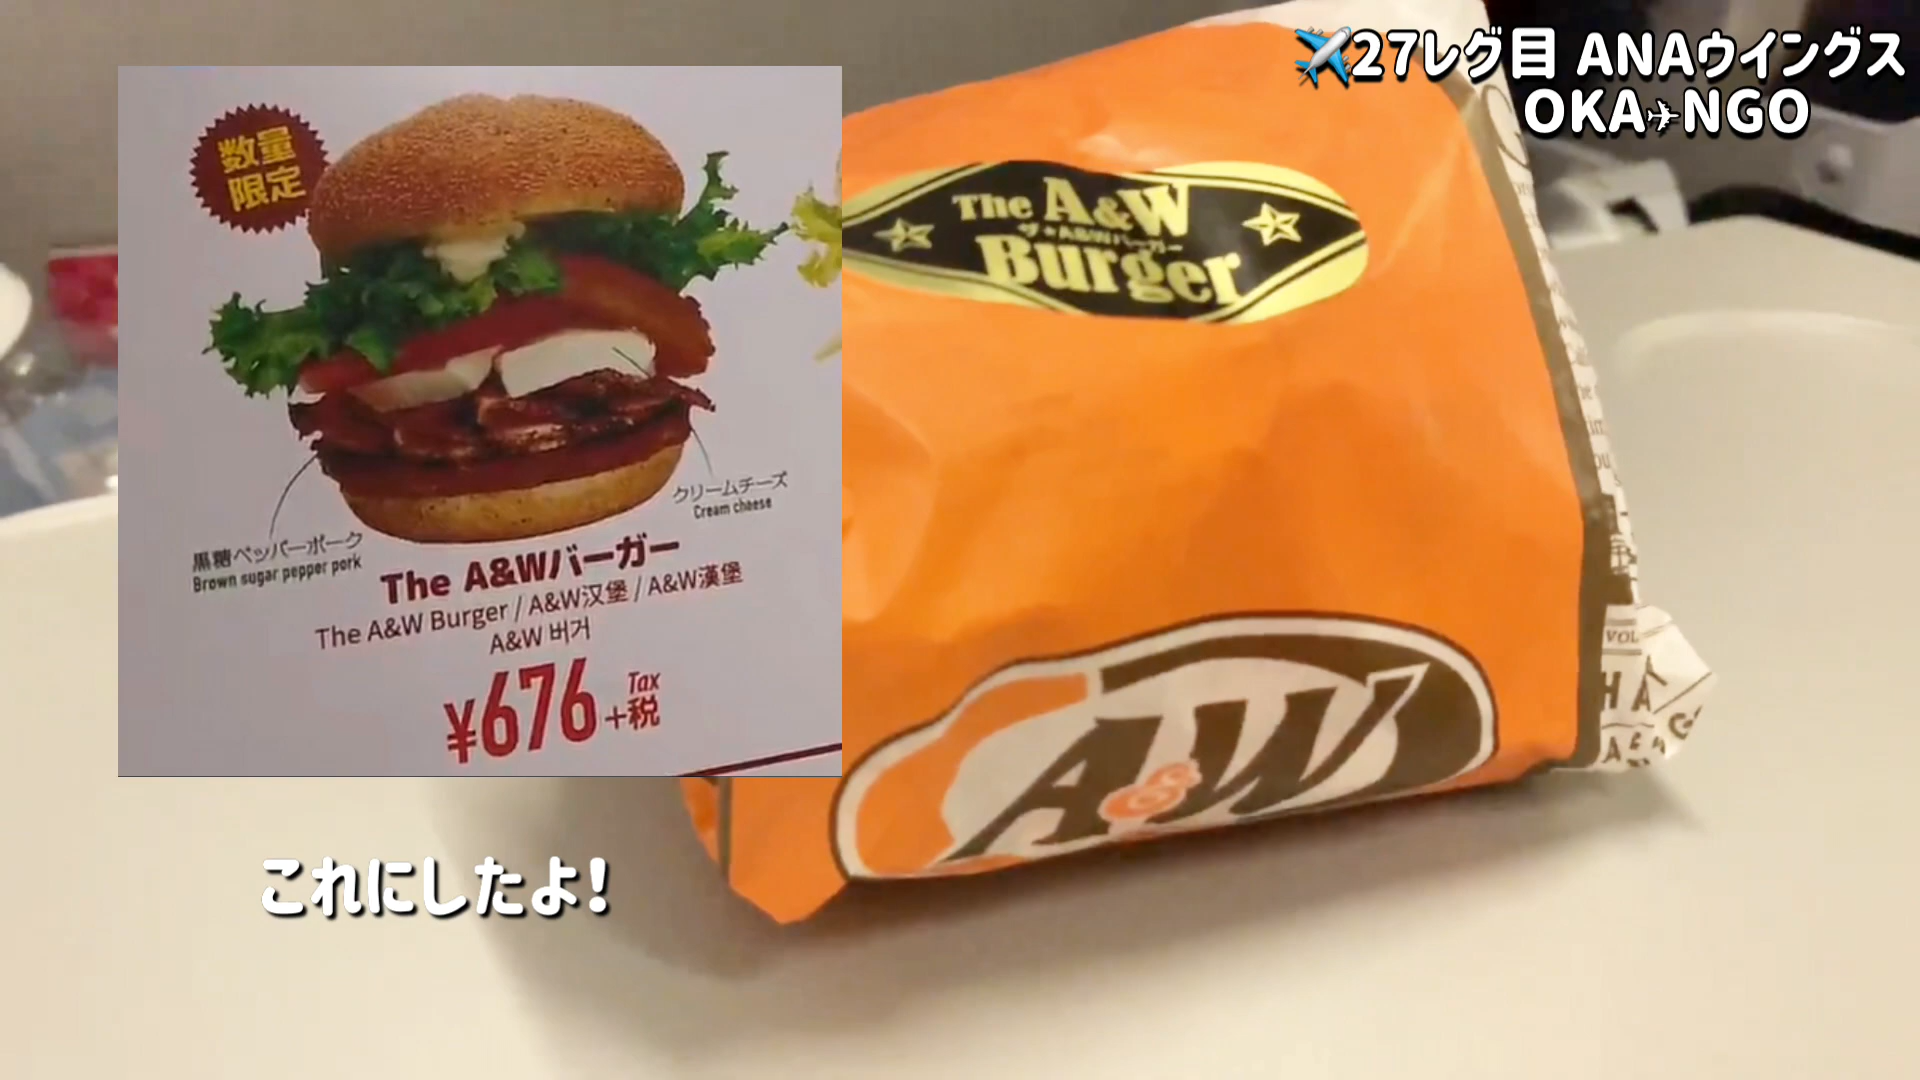 ✈️27レグ目 ANAウイングス
OKA✈NGO
数量
限定
クリームチーズ
Cream cheese
黒糖ペッパーポーク
Brown sugar pepper pork
The A&Wバーガー
The A&W Burger / A&W汉堡 / A&W漢堡
A&W 버거
¥676+税
Tax
The A&W
ザ★A&Wバーガー
Burger
A&W
VOL
これにしたよ!